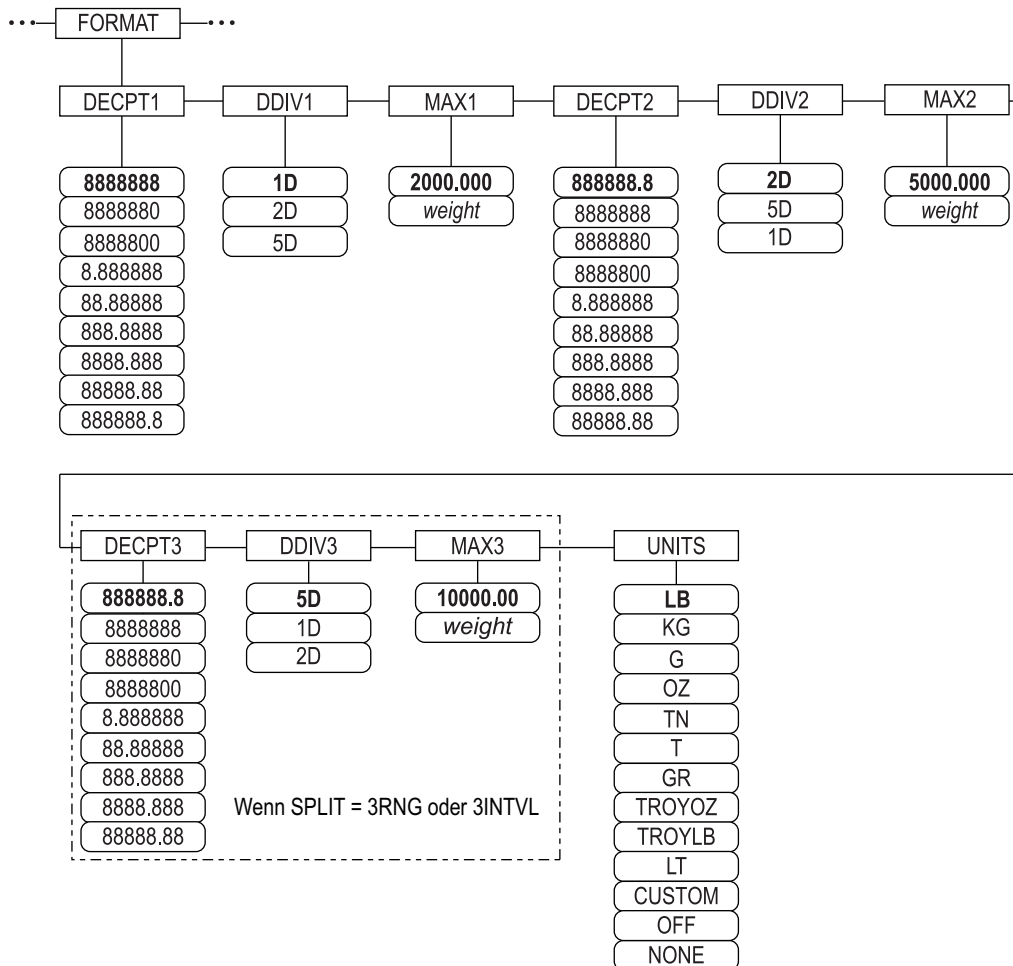 ••• FORMAT •••
DECPT1 DDIV1 MAX1 DECPT2 DDIV2 MAX2
8888888 1D 2000.000 888888.8 2D 5000.000
8888880 2D weight 8888888 5D weight
8888800 5D 8888880 1D
8.888888 8888800
88.88888 8.888888
888.8888 88.88888
8888.888 888.8888
88888.88 8888.888
888888.8 88888.88
DECPT3 DDIV3 MAX3 UNITS
888888.8 5D 10000.00 LB
8888888 1D weight KG
8888880 2D G
8888800 OZ
8.888888 TN
88.88888 T
888.8888 GR
8888.888 Wenn SPLIT = 3RNG oder 3INTVL TROYOZ
88888.88 TROYLB
LT
CUSTOM
OFF
NONE